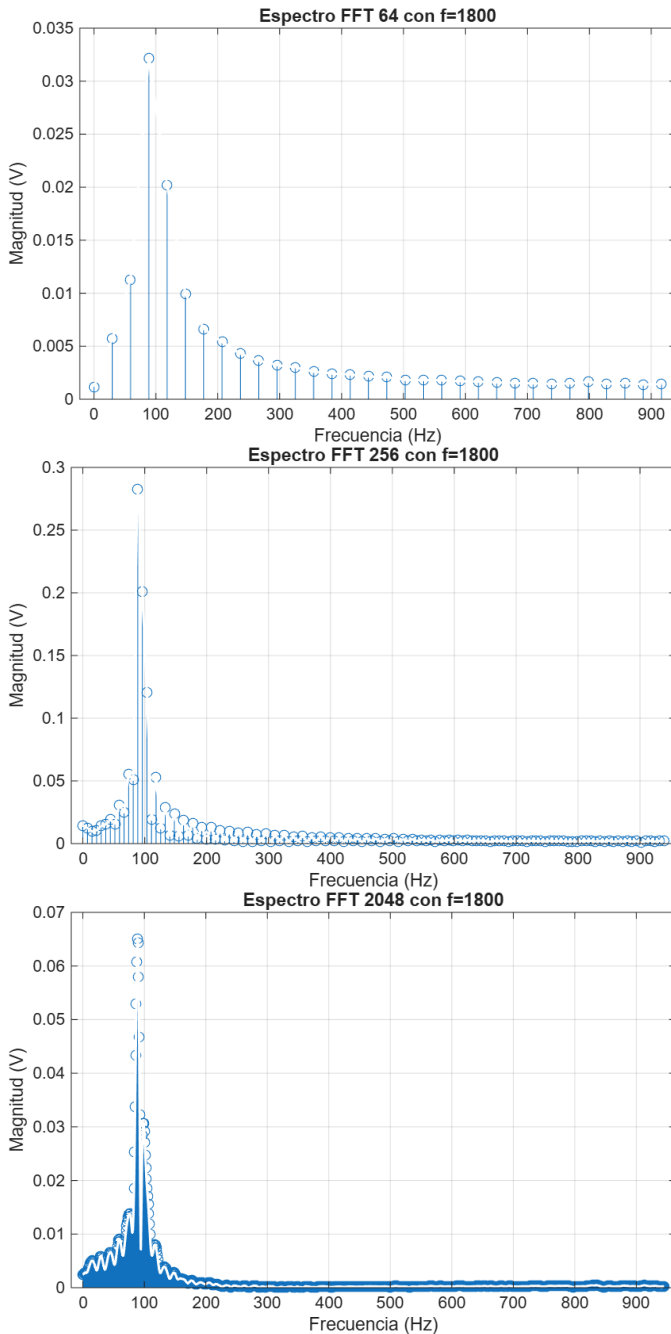 Espectro FFT 64 con f=1800
0.035
0.03
0.025
0.02
0.015
0.01
0.005
0
Magnitud (V)
0 100 200 300 400 500 600 700 800 900
Frecuencia (Hz)
Espectro FFT 256 con f=1800
0.3
0.25
0.2
0.15
0.1
0.05
0
Magnitud (V)
0 100 200 300 400 500 600 700 800 900
Frecuencia (Hz)
Espectro FFT 2048 con f=1800
0.07
0.06
0.05
0.04
0.03
0.02
0.01
0
Magnitud (V)
0 100 200 300 400 500 600 700 800 900
Frecuencia (Hz)